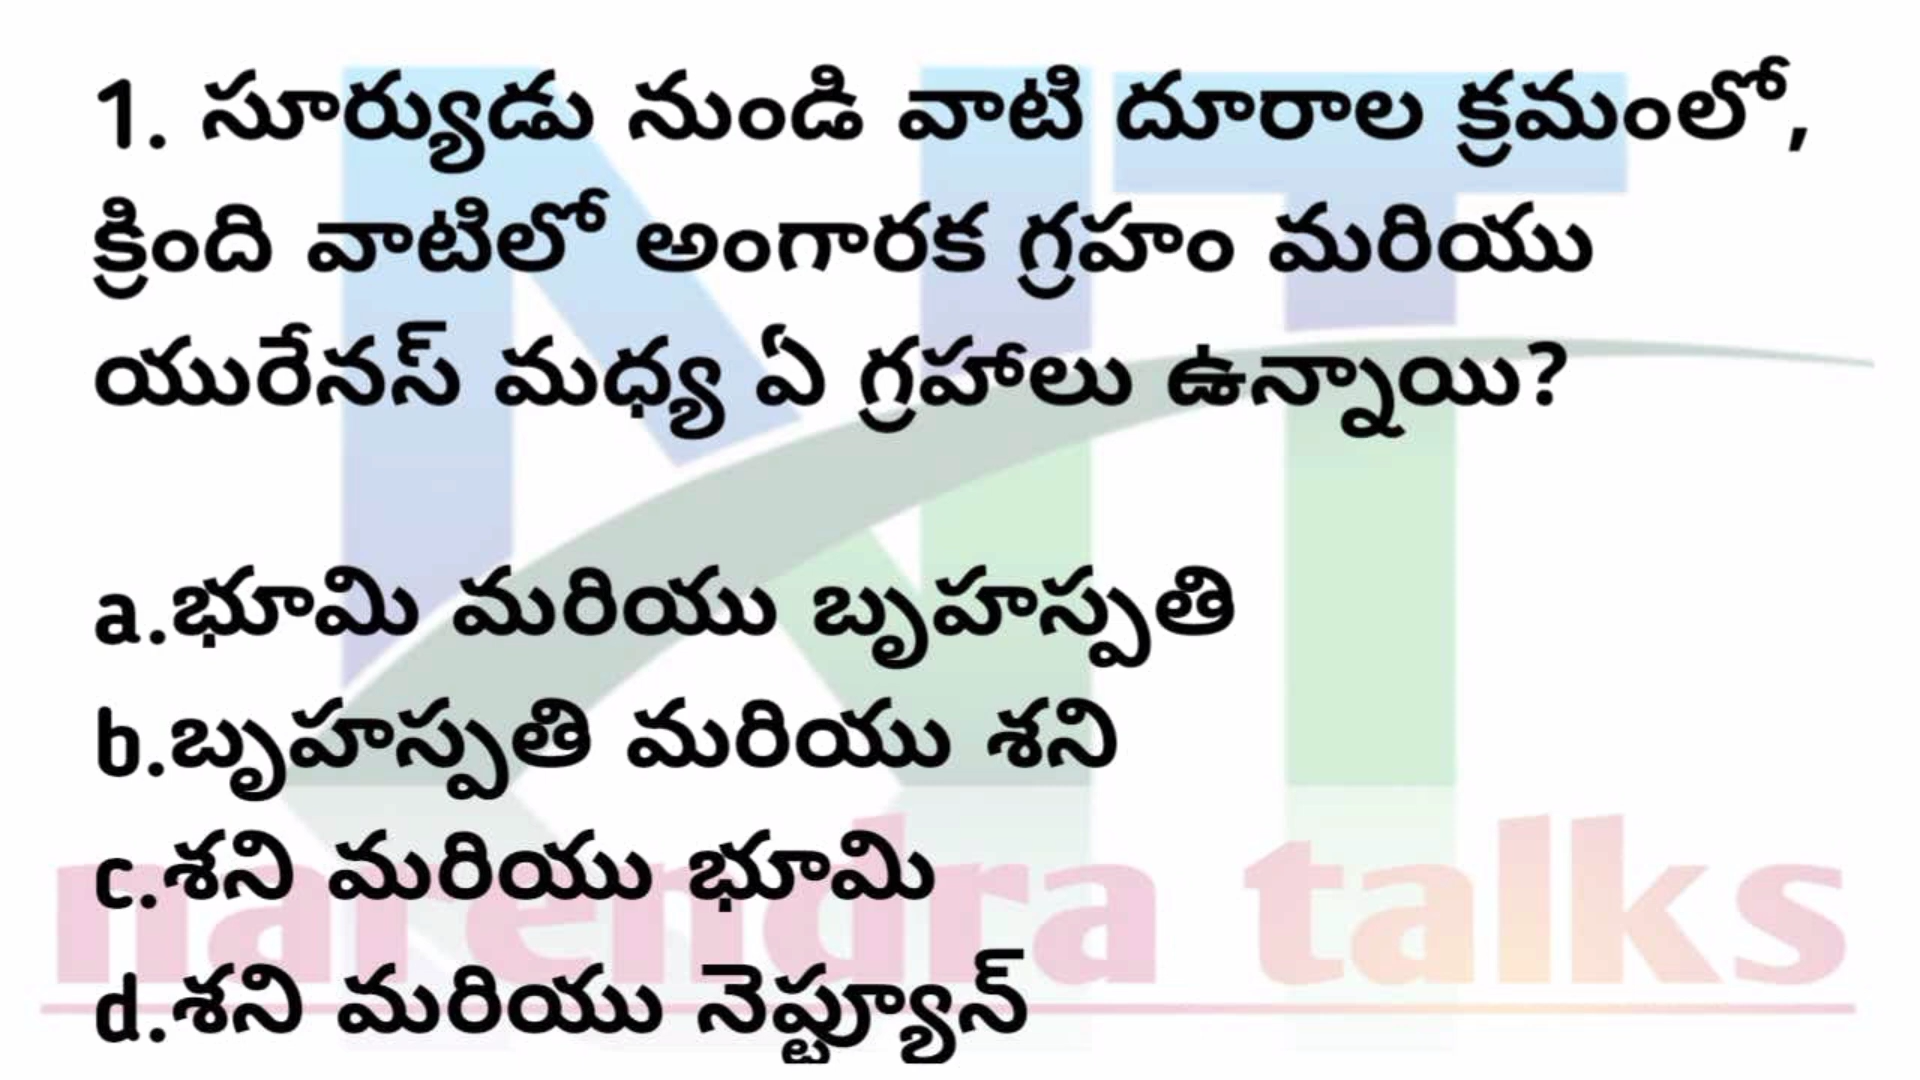 1. సూర్యుడు నుండి వాటి దూరాల క్రమంలో,
క్రింది వాటిలో అంగారక గ్రహం మరియు
యురేనస్ మధ్య ఏ గ్రహాలు ఉన్నాయి?
a.భూమి మరియు బృహస్పతి
b.బృహస్పతి మరియు శని
c.శని మరియు భూమి
d.శని మరియు నెప్ట్యూన్
NT
narendra talks